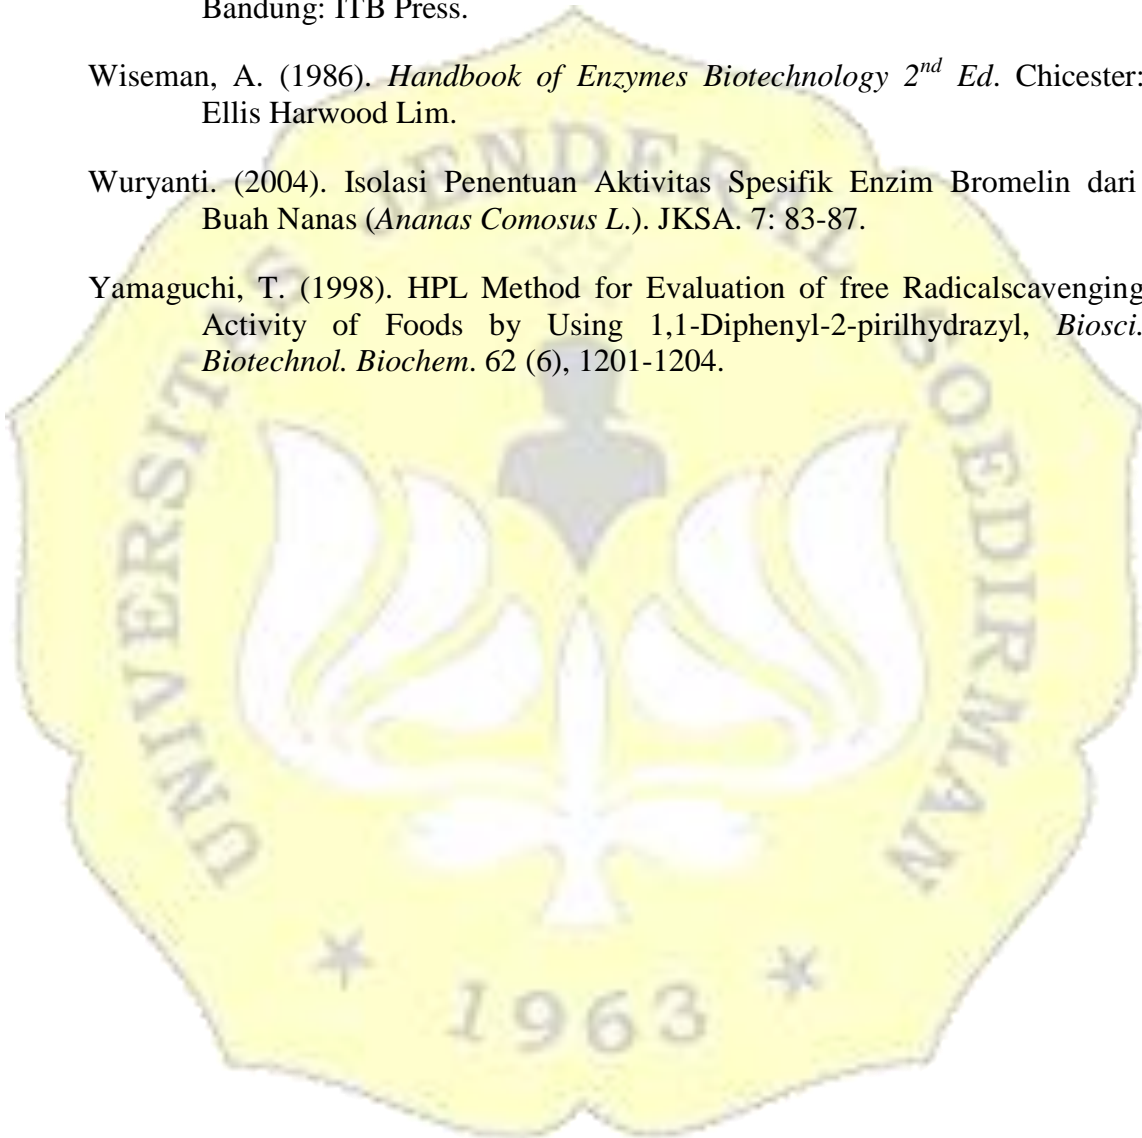 Bandung: ITB Press.
Wiseman, A. (1986). Handbook of Enzymes Biotechnology 2nd Ed. Chicester:
Ellis Harwood Lim.
Wuryanti. (2004). Isolasi Penentuan Aktivitas Spesifik Enzim Bromelin dari
Buah Nanas (Ananas Comosus L.). JKSA. 7: 83-87.
Yamaguchi, T. (1998). HPL Method for Evaluation of free Radicalscavenging
Activity of Foods by Using 1,1-Diphenyl-2-pirilhydrazyl, Biosci.
Biotechnol. Biochem. 62 (6), 1201-1204.
UNIVERSITAS JENDERAL SOEDIRMAN
1963